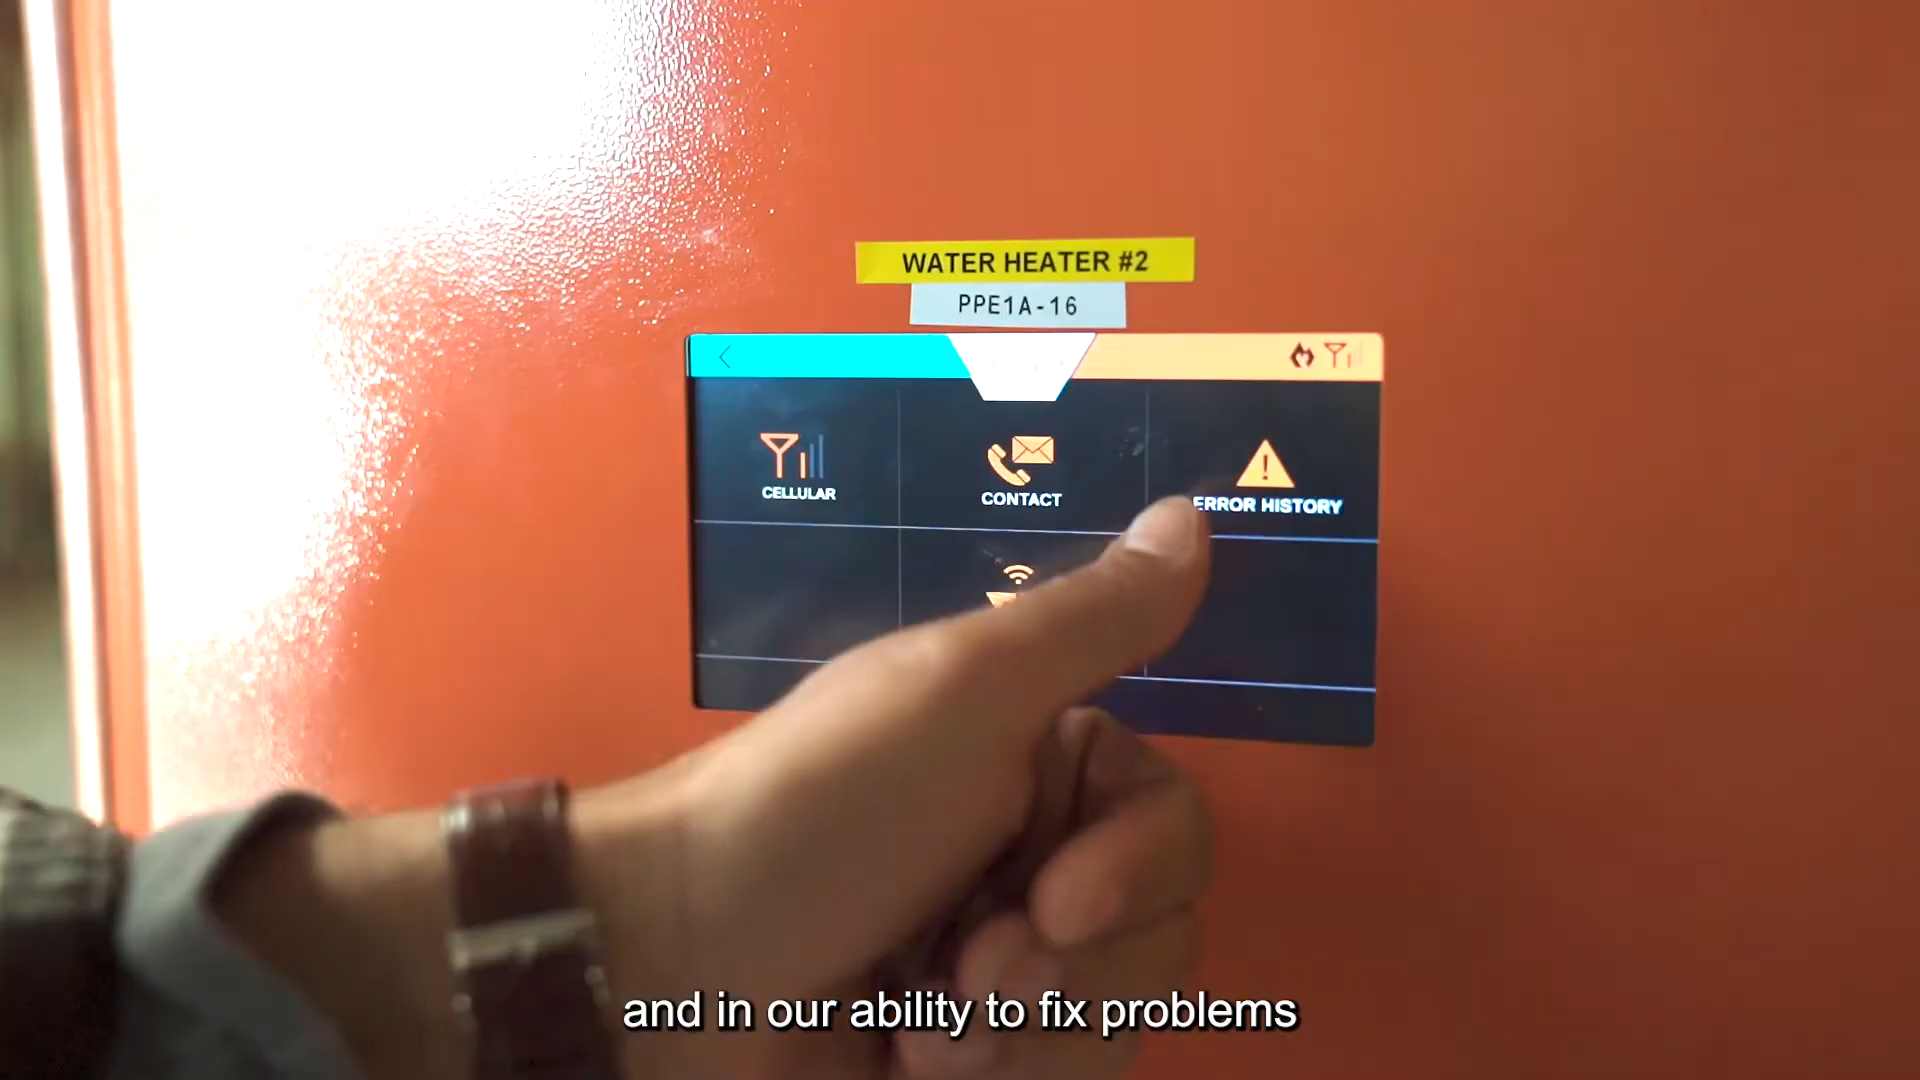 WATER HEATER #2
PPE1A-16
CELLULAR
CONTACT
ERROR HISTORY
and in our ability to fix problems